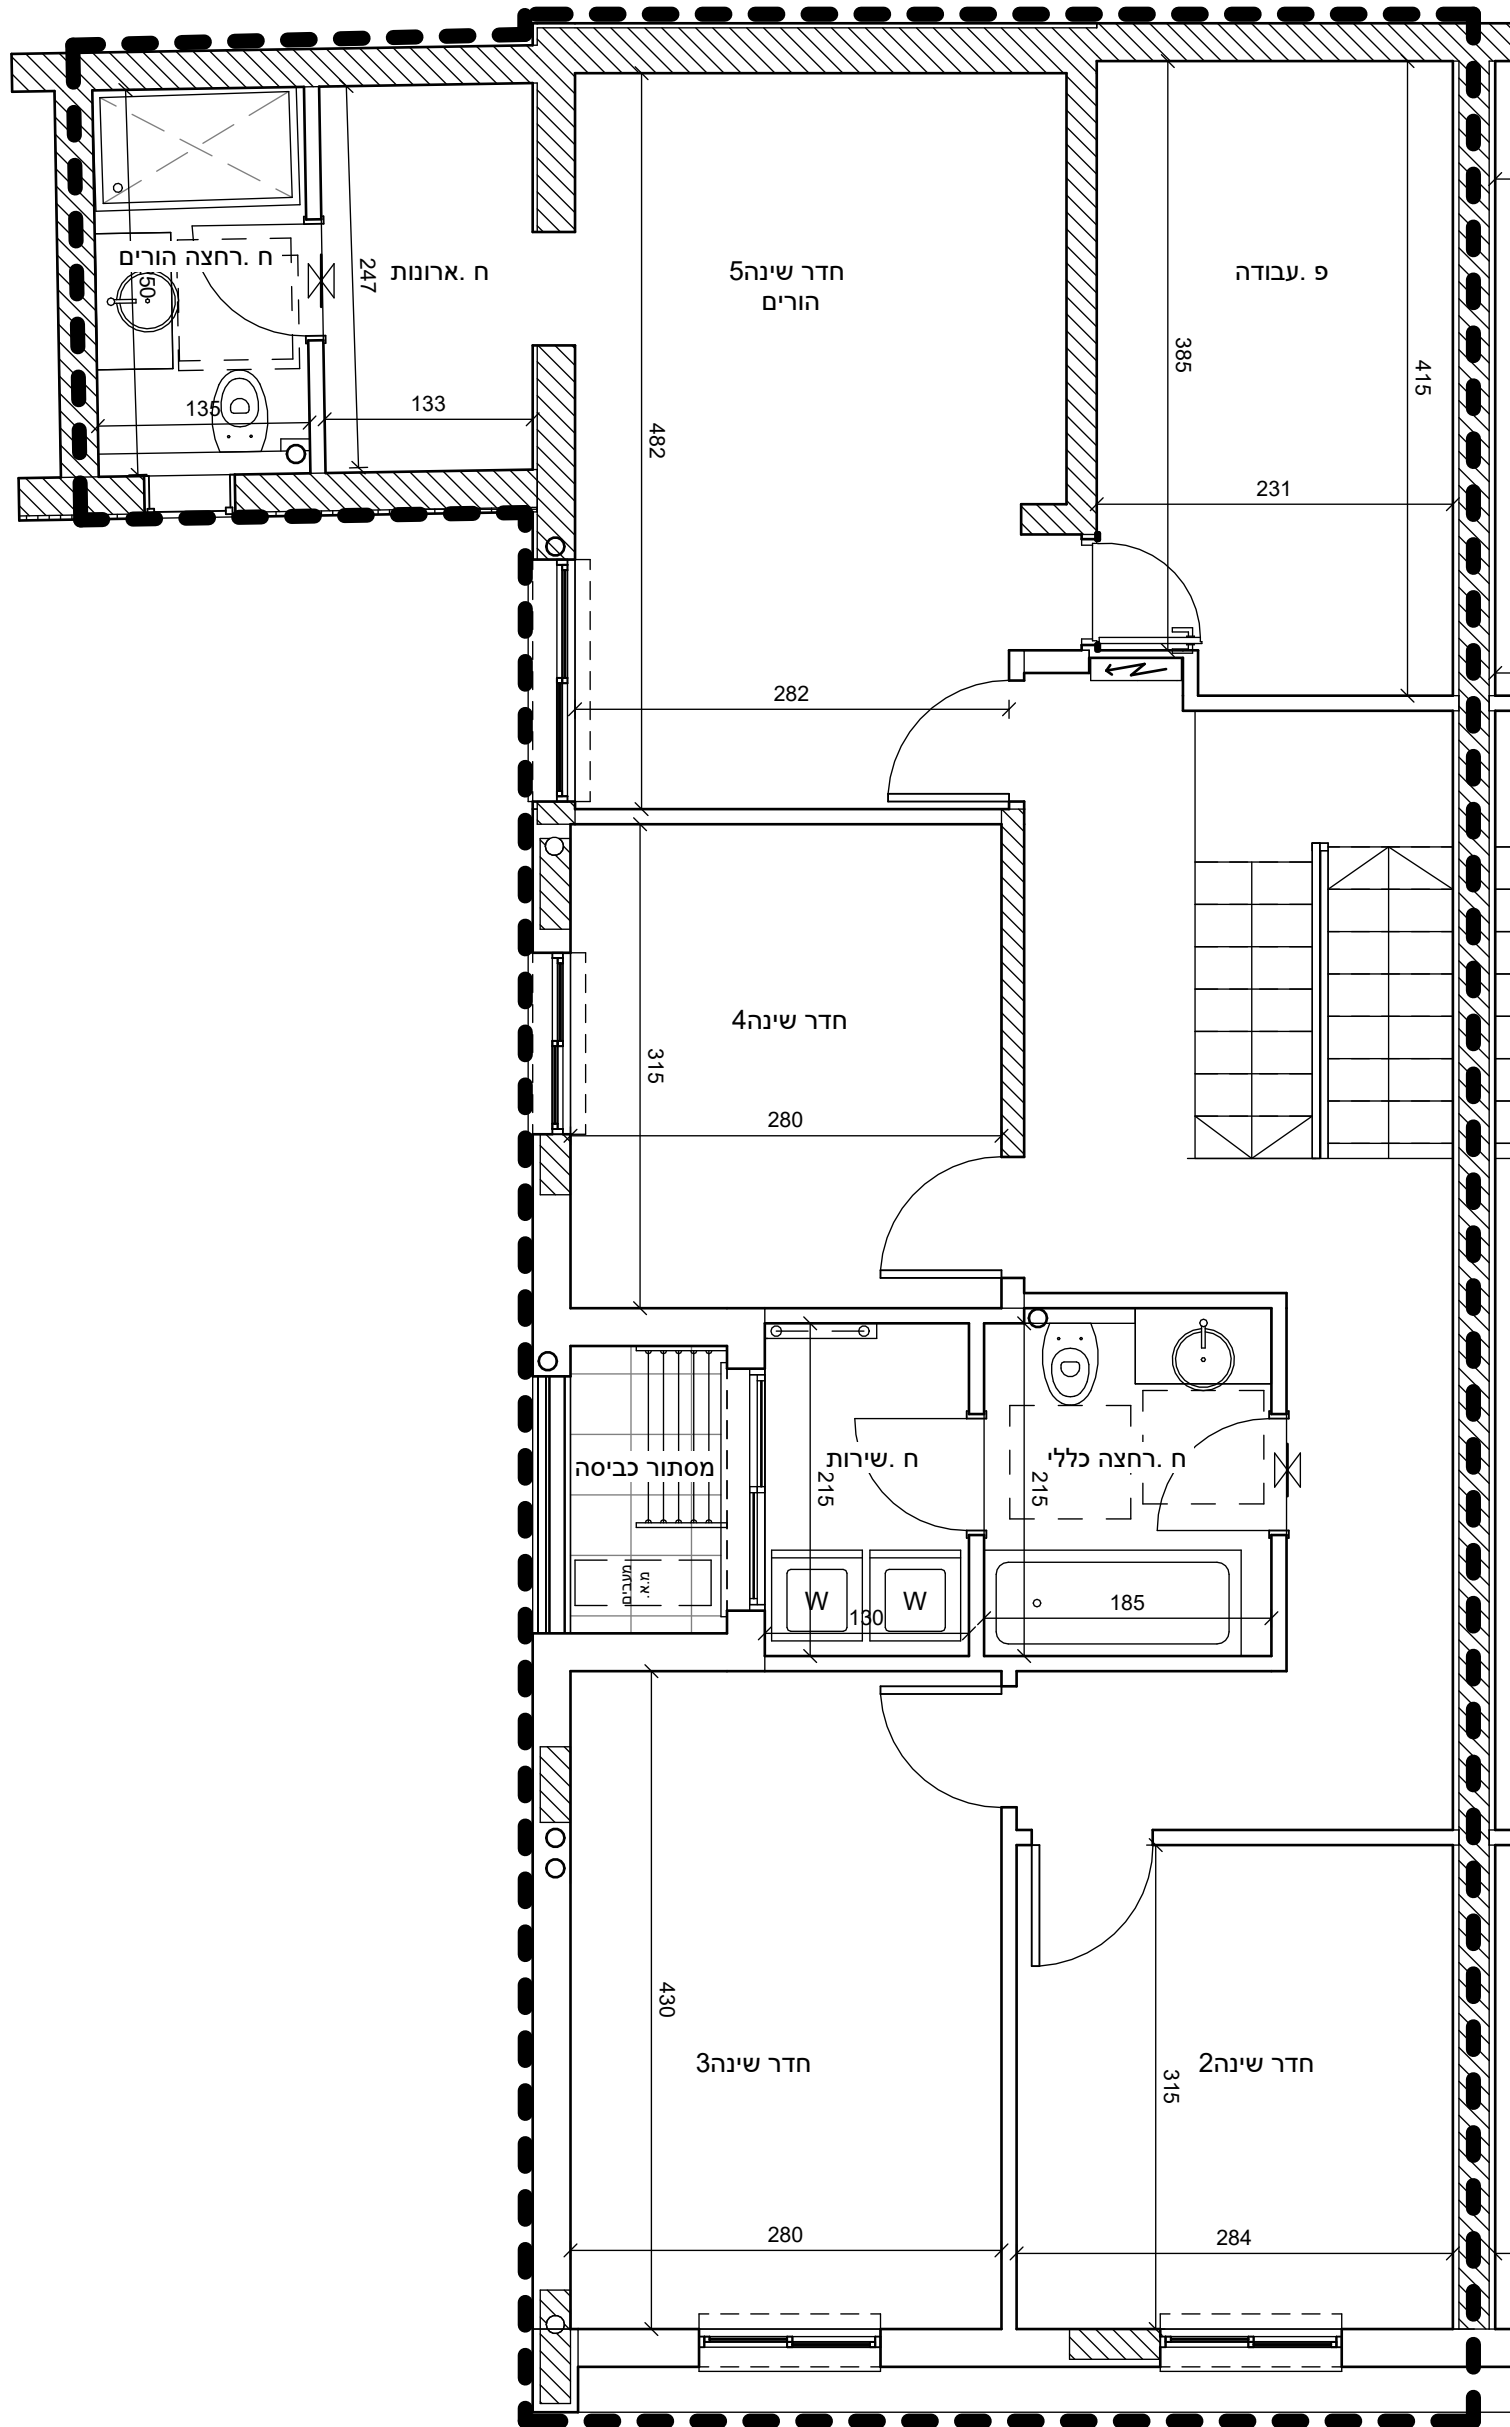 ח .רחצה הורים
50
247
ח .ארונות
חדר שינה5
הורים
פ .עבודה
385
415
135
133
482
231
282
חדר שינה4
315
280
מסתור כביסה
ח .שירות
215
ח .רחצה כללי
215
W
W
130
185
430
חדר שינה3
חדר שינה2
315
280
284